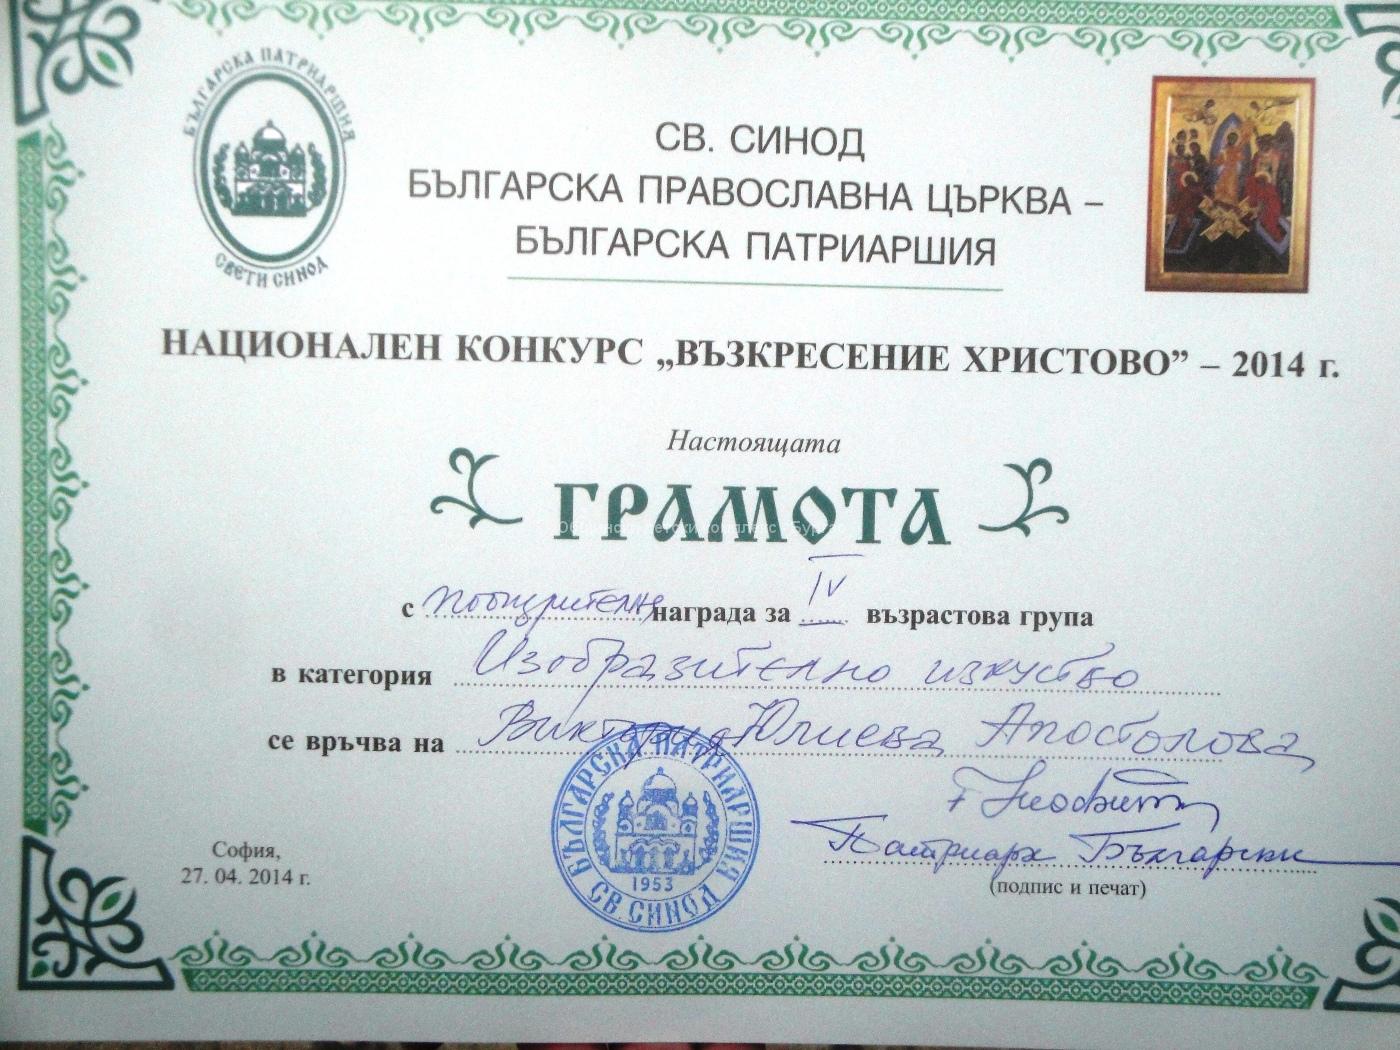 БЪЛГАРСКА ПАТРИАРШИЯ
СВЕТИ СИНОД
СВ. СИНОД
БЪЛГАРСКА ПРАВОСЛАВНА ЦЪРКВА –
БЪЛГАРСКА ПАТРИАРШИЯ
НАЦИОНАЛЕН КОНКУРС „ВЪЗКРЕСЕНИЕ ХРИСТОВО” – 2014 г.
Настоящата
ГРАМОТА
с поощрителна награда за IV възрастова група
в категория Изобразително изкуство
се връчва на Виктория Юлиева Апостолова
† Неофит
Патриарх Български
(подпис и печат)
София,
27. 04. 2014 г.
БЪЛГАРСКА ПАТРИАРШИЯ
СВ. СИНОД
1953